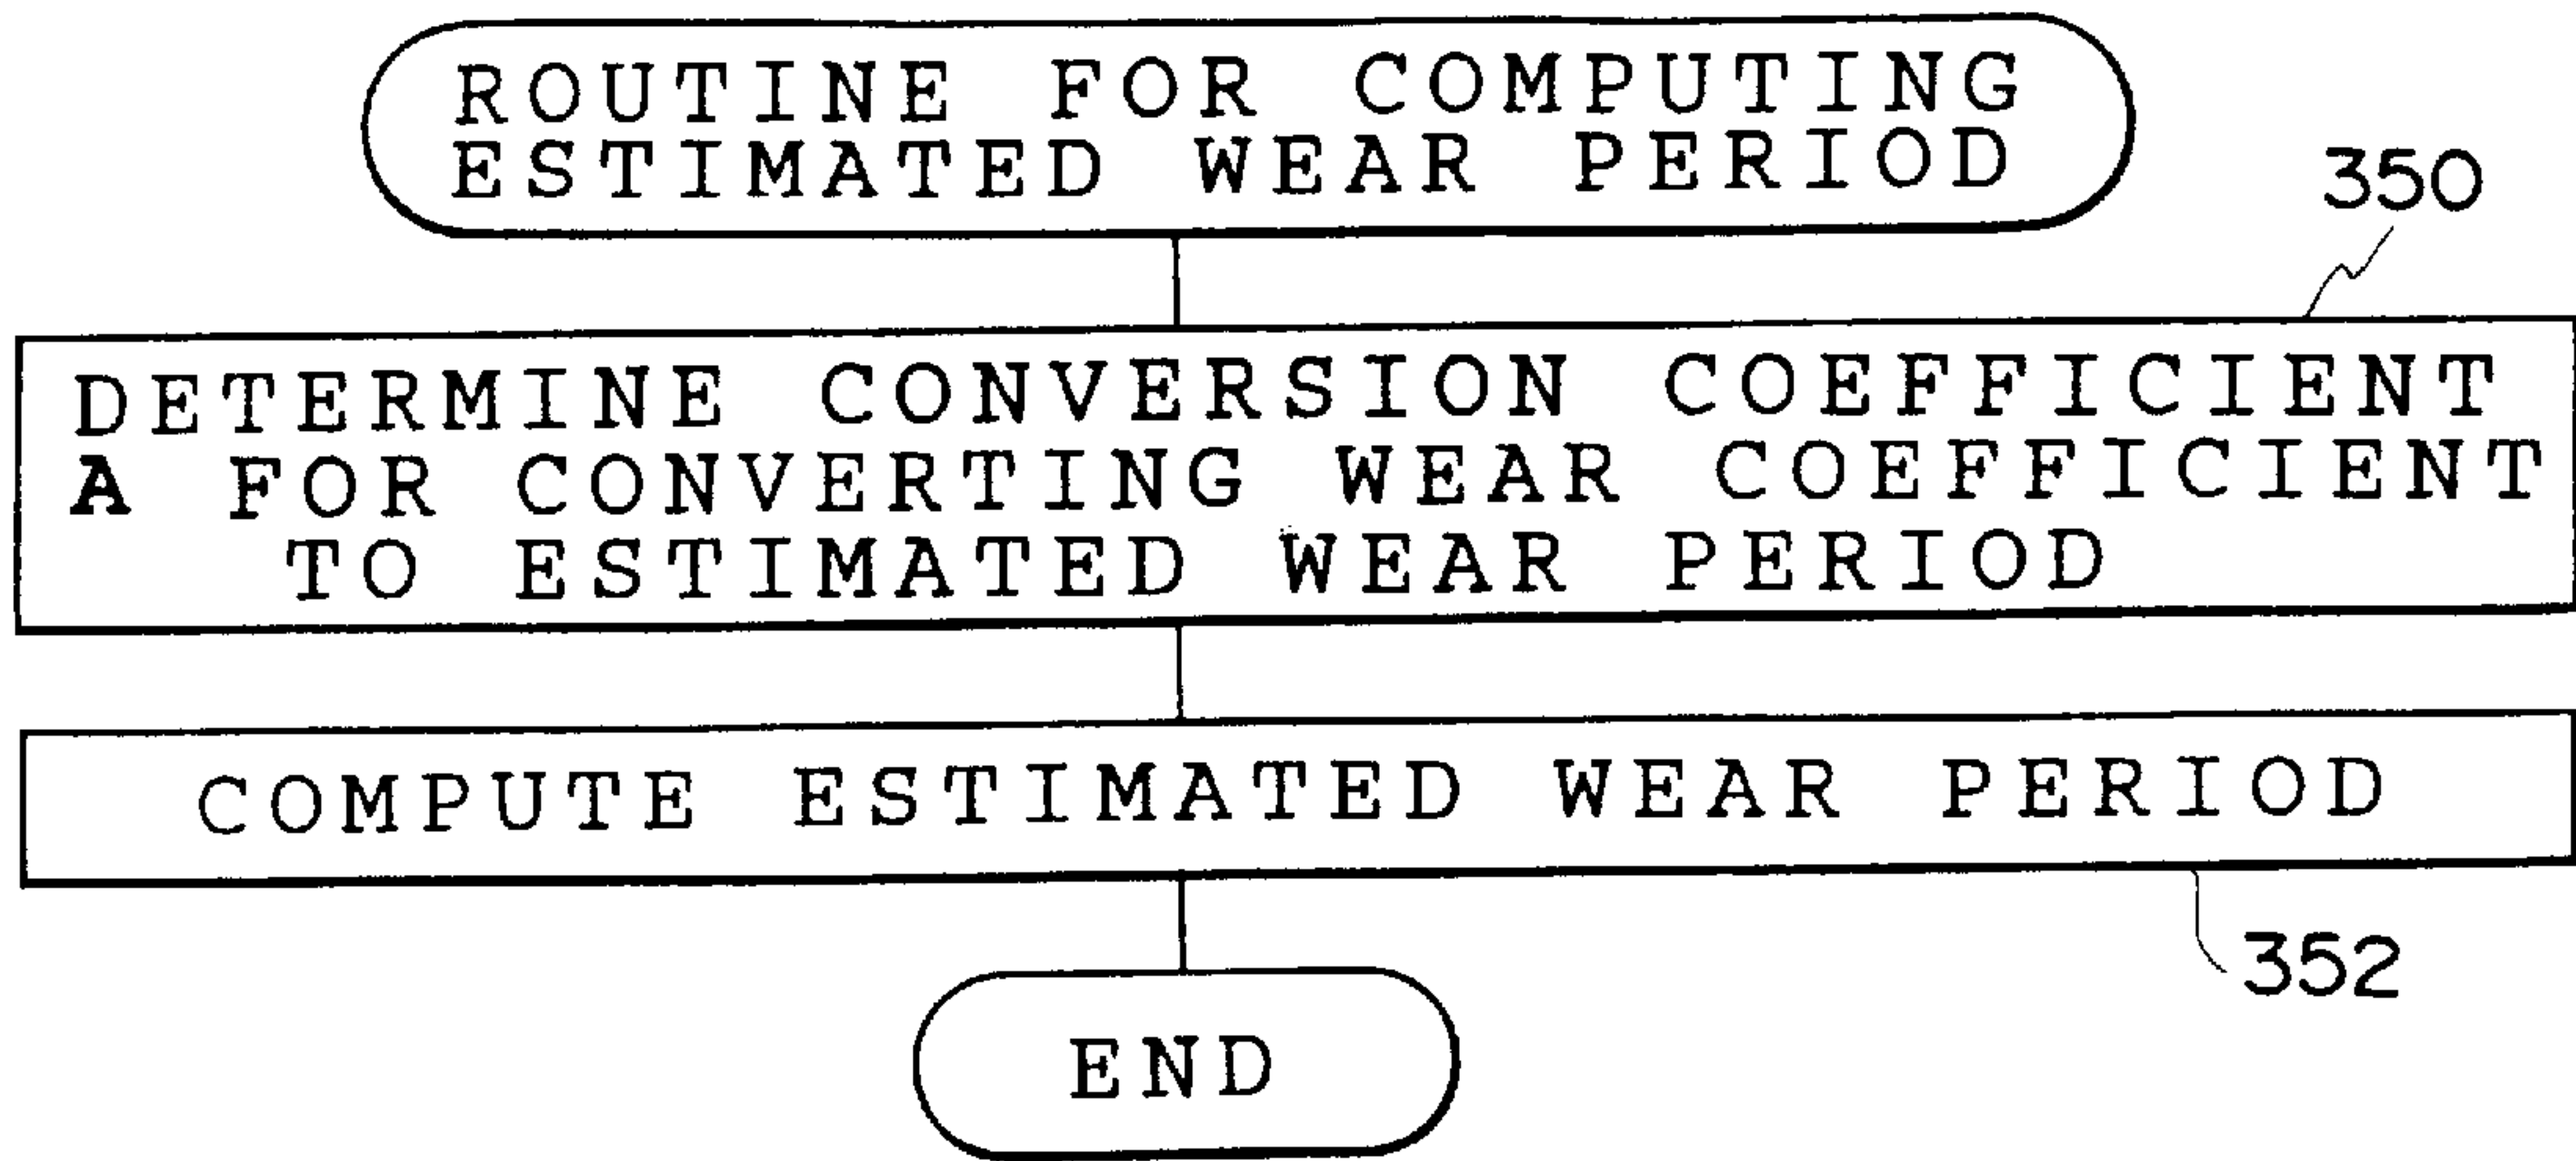 ROUTINE FOR COMPUTING
ESTIMATED WEAR PERIOD
350
DETERMINE CONVERSION COEFFICIENT
A FOR CONVERTING WEAR COEFFICIENT
TO ESTIMATED WEAR PERIOD
COMPUTE ESTIMATED WEAR PERIOD
352
END